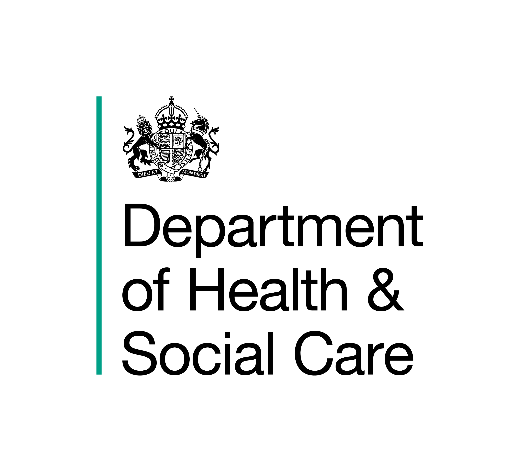 Department
of Health &
Social Care